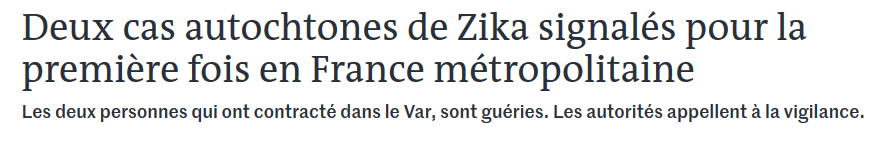 Deux cas autochtones de Zika signalés pour la
première fois en France métropolitaine
Les deux personnes qui ont contracté dans le Var, sont guéries. Les autorités appellent à la vigilance.